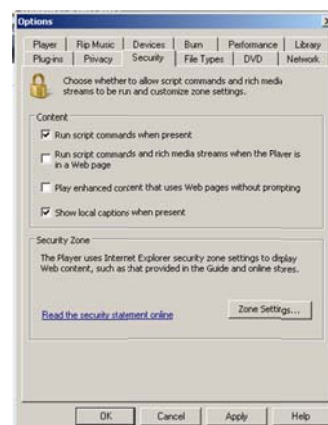 Options
Player Rip Music Devices Burn Performance Library
Plug-ins Privacy Security File Types DVD Network
Choose whether to allow script commands and rich media
streams to be run and customize zone settings.
Content
Run script commands when present
Run script commands and rich media streams when the Player is
in a Web page
Play enhanced content that uses Web pages without prompting
Show local captions when present
Security Zone
The Player uses Internet Explorer security zone settings to display
Web content, such as that provided in the Guide and online stores.
Read the security statement online Zone Settings...
OK Cancel Apply Help